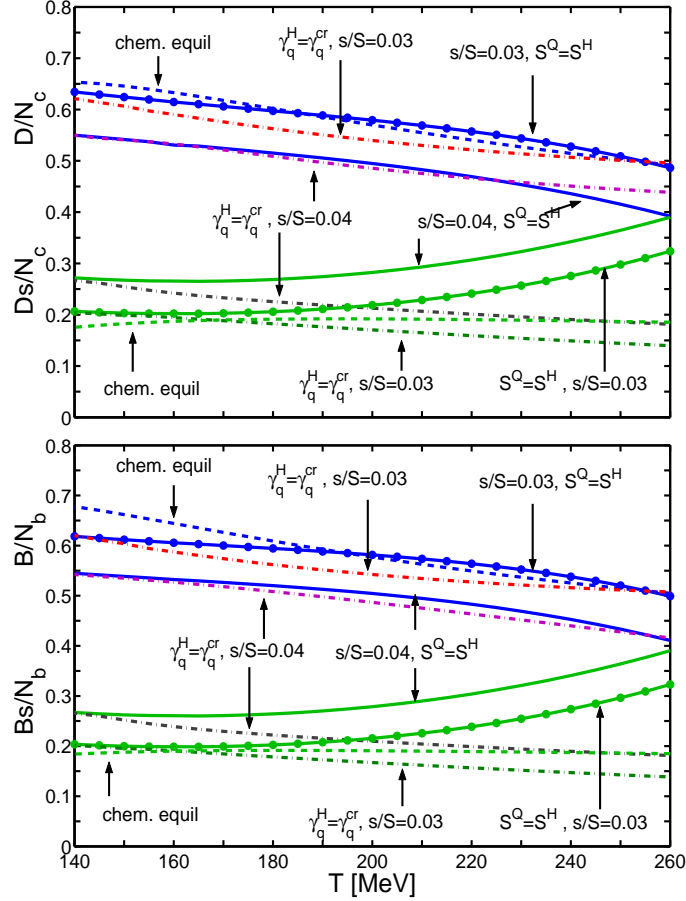 0.8
0.7
0.6
0.5
0.4
0.3
0.2
0.1
0
D/N_c
Ds/N_c
chem. equil
γ_q^H=γ_q^cr, s/S=0.03
s/S=0.03, S^Q=S^H
γ_q^H=γ_q^cr , s/S=0.04
s/S=0.04, S^Q=S^H
chem. equil
γ_q^H=γ_q^cr, s/S=0.03
S^Q=S^H , s/S=0.03
0.8
0.7
0.6
0.5
0.4
0.3
0.2
0.1
0
B/N_b
Bs/N_b
chem. equil
γ_q^H=γ_q^cr, s/S=0.03
s/S=0.03, S^Q=S^H
γ_q^H=γ_q^cr, s/S=0.04
s/S=0.04, S^Q=S^H
chem. equil
γ_q^H=γ_q^cr, s/S=0.03
S^Q=S^H , s/S=0.03
140 160 180 200 220 240 260
T [MeV]